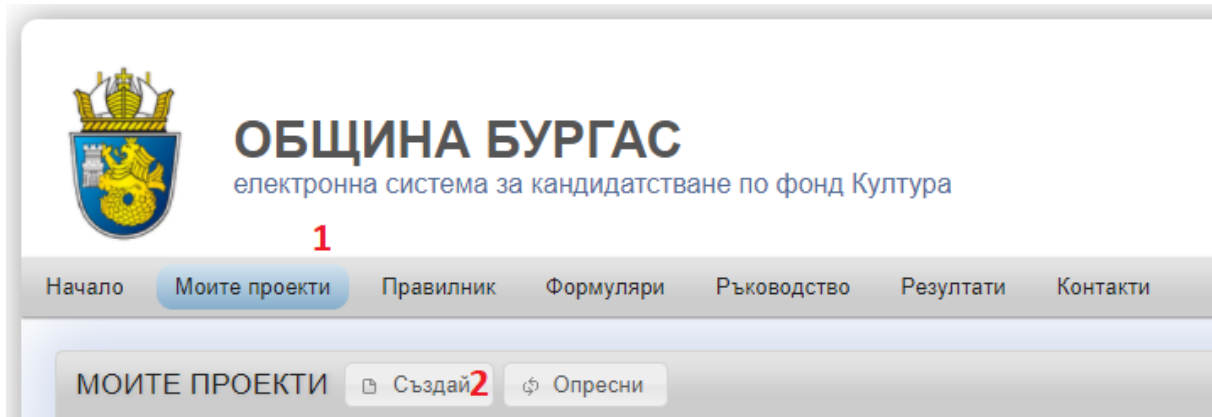 ОБЩИНА БУРГАС
електронна система за кандидатстване по фонд Култура
1
Начало Моите проекти Правилник Формуляри Ръководство Резултати Контакти
МОИТЕ ПРОЕКТИ Създай 2 Опресни